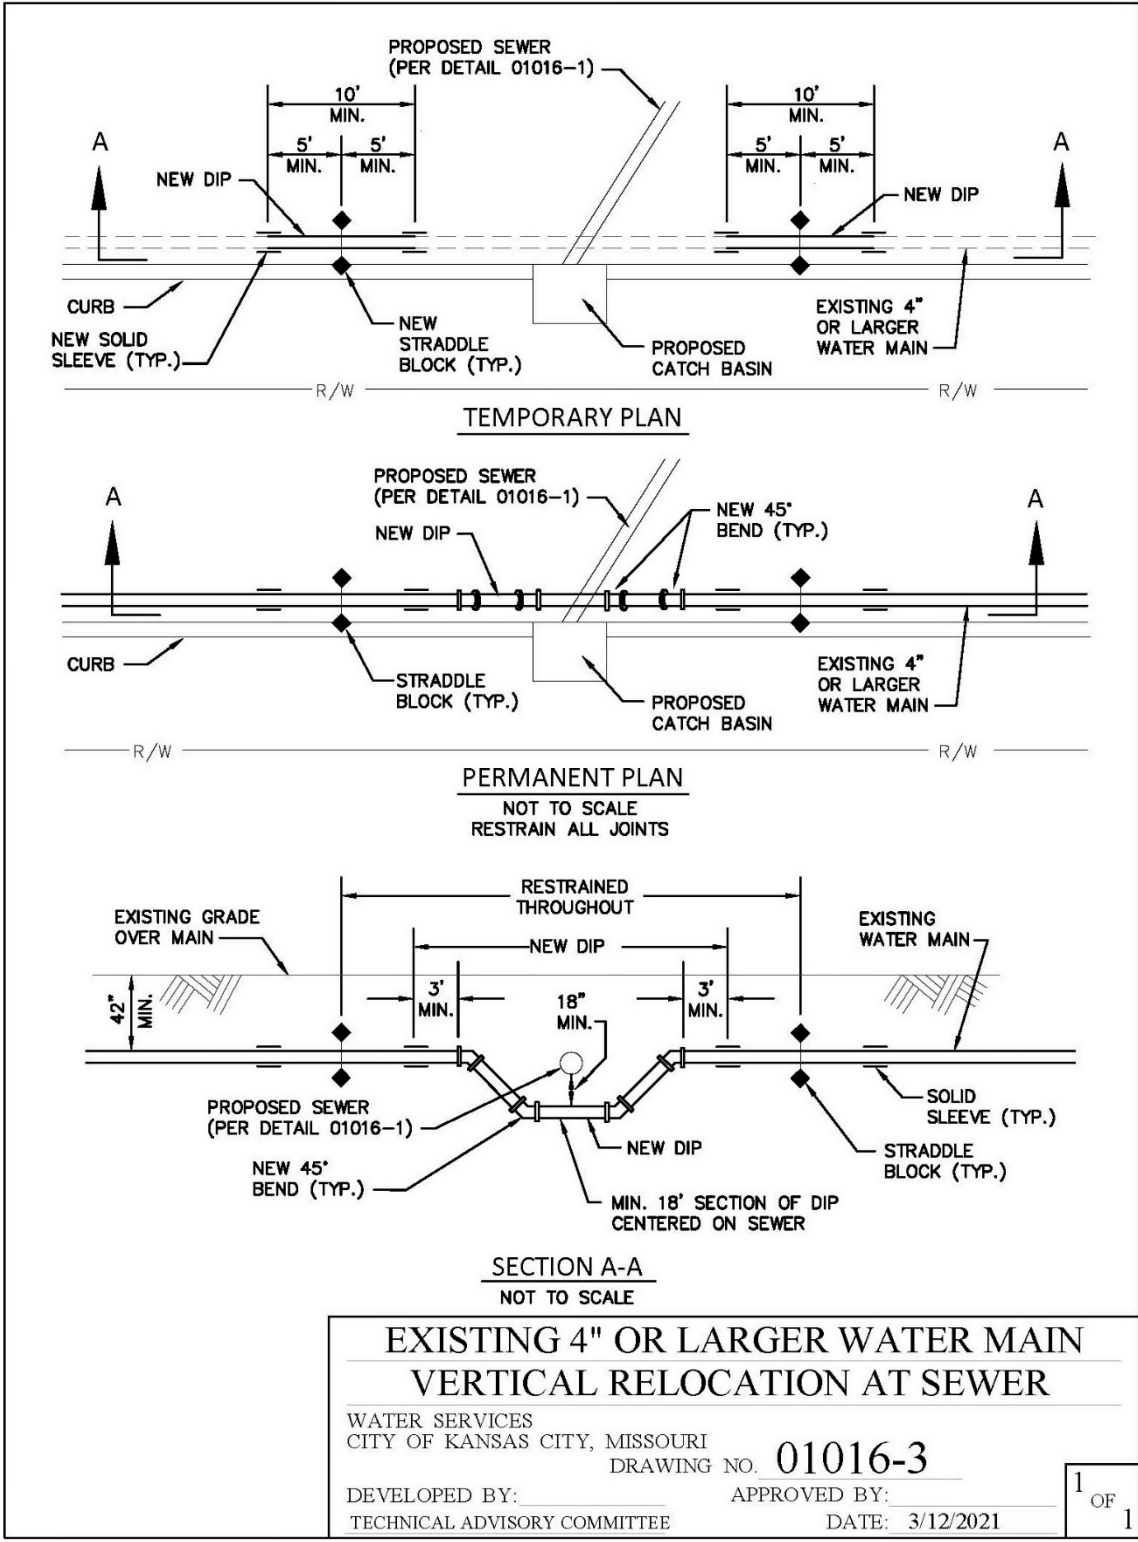 PROPOSED SEWER
(PER DETAIL 01016-1)
10'
MIN.
10'
MIN.
A
5'
MIN.
5'
MIN.
5'
MIN.
5'
MIN.
A
NEW DIP
NEW DIP
CURB
NEW SOLID
SLEEVE (TYP.)
NEW
STRADDLE
BLOCK (TYP.)
PROPOSED
CATCH BASIN
EXISTING 4"
OR LARGER
WATER MAIN
R/W
R/W
TEMPORARY PLAN
PROPOSED SEWER
(PER DETAIL 01016-1)
A
NEW DIP
NEW 45°
BEND (TYP.)
A
CURB
STRADDLE
BLOCK (TYP.)
PROPOSED
CATCH BASIN
EXISTING 4"
OR LARGER
WATER MAIN
R/W
R/W
PERMANENT PLAN
NOT TO SCALE
RESTRAIN ALL JOINTS
RESTRAINED
THROUGHOUT
EXISTING GRADE
OVER MAIN
NEW DIP
EXISTING
WATER MAIN
42"
MIN.
3'
MIN.
18"
MIN.
3'
MIN.
PROPOSED SEWER
(PER DETAIL 01016-1)
SOLID
SLEEVE (TYP.)
NEW 45°
BEND (TYP.)
NEW DIP
STRADDLE
BLOCK (TYP.)
MIN. 18' SECTION OF DIP
CENTERED ON SEWER
SECTION A-A
NOT TO SCALE
EXISTING 4" OR LARGER WATER MAIN
VERTICAL RELOCATION AT SEWER
WATER SERVICES
CITY OF KANSAS CITY, MISSOURI
DRAWING NO. 01016-3
DEVELOPED BY:
TECHNICAL ADVISORY COMMITTEE
APPROVED BY:
DATE: 3/12/2021
1 OF 1